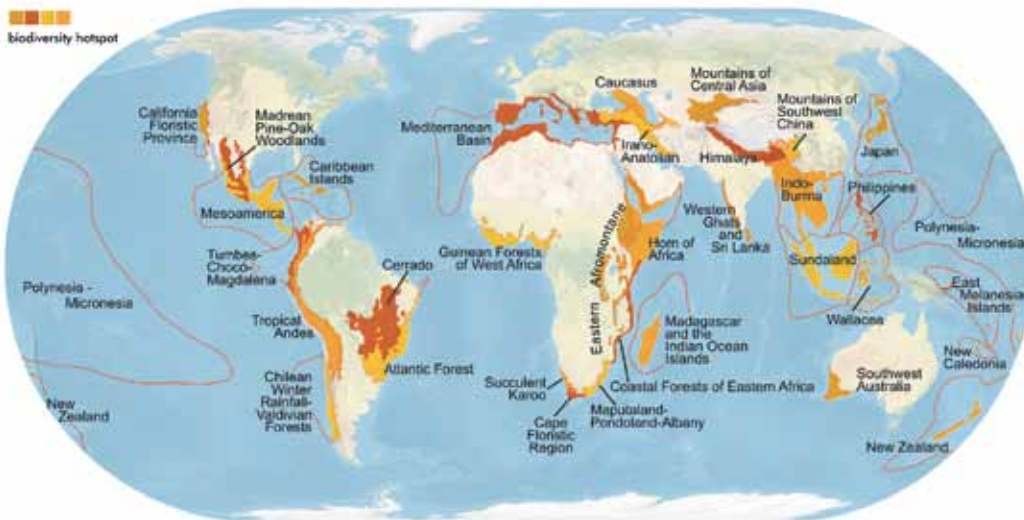 biodiversity hotspot
California
Floristic
Province
Madrean
Pine-Oak
Woodlands
Caribbean
Islands
Mesoamerica
Tumbes-
Choco-
Magdalena
Polynesia -
Micronesia
Cerrado
Tropical
Andes
Atlantic Forest
Chilean
Winter
Rainfall-
Valdivian
Forests
New
Zealand
Mediterranean
Basin
Caucasus
Irano-
Anatolian
Mountains of
Central Asia
Mountains of
Southwest
China
Himalaya
Japan
Indo-
Burma
Philippines
Western
Ghats
and
Sri Lanka
Polynesia-
Micronesia
Guinean Forests
of West Africa
Eastern Afromontane
Horn of
Africa
Sundaland
Wallacea
East
Melanesia
Islands
Madagascar
and the
Indian Ocean
Islands
New
Caledonia
Southwest
Australia
Succulent
Karoo
Coastal Forests of Eastern Africa
Cape
Floristic
Region
Maputaland-
Pondoland-Albany
New Zealand